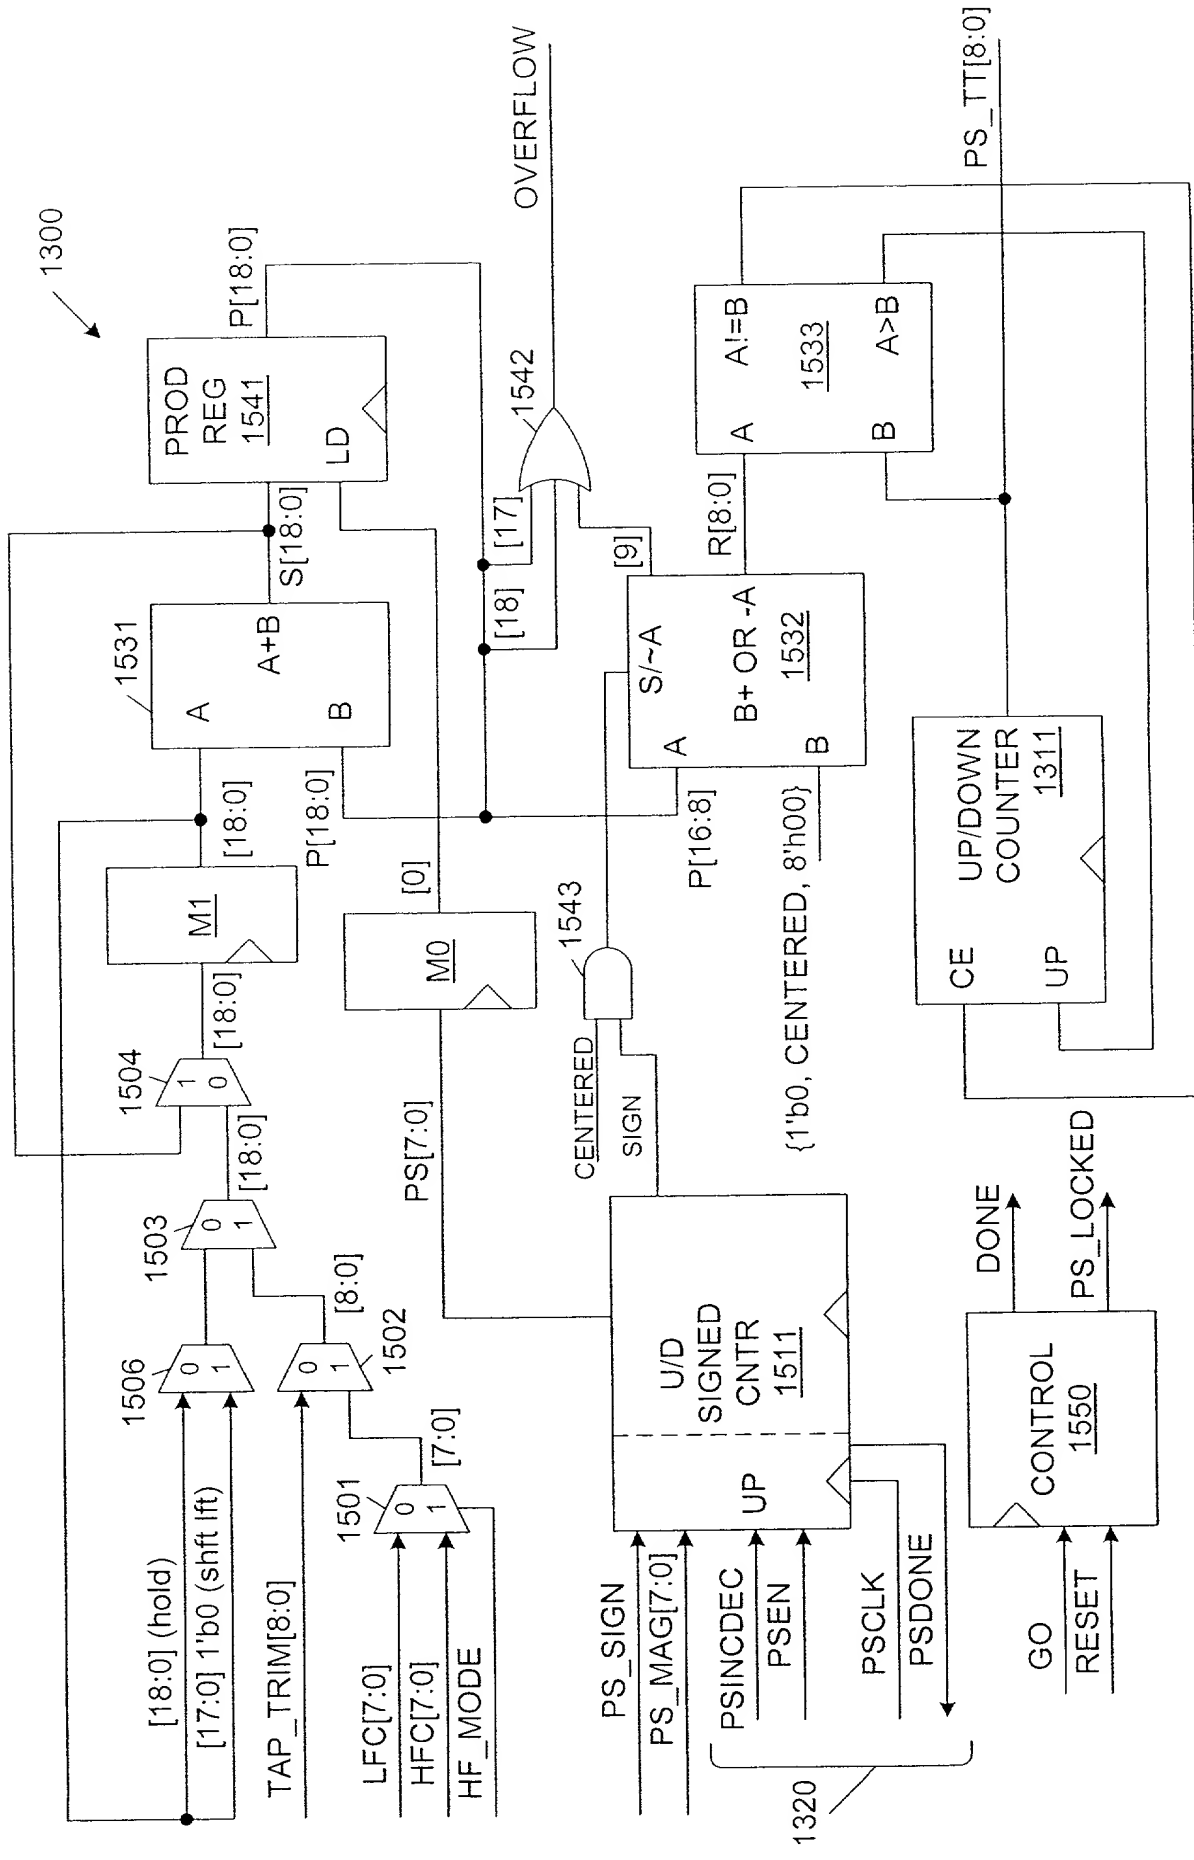 1300
[18:0] (hold)
[17:0] 1'b0 (shft lft)
1506
0
1
1503
0
1
[18:0]
1504
1
0
[18:0]
M1
[18:0]
1531
A
B
A+B
P[18:0]
S[18:0]
PROD
REG
1541
LD
P[18:0]
TAP_TRIM[8:0]
0
1
1502
[8:0]
LFC[7:0]
HFC[7:0]
HF_MODE
1501
0
1
[7:0]
PS[7:0]
M0
[0]
[18]
[17]
1542
OVERFLOW
PS_SIGN
PS_MAG[7:0]
PSINCDEC
PSEN
PSCLK
PSDONE
1320
UP
U/D
SIGNED
CNTR
1511
CENTERED
SIGN
1543
P[16:8]
{1'b0, CENTERED, 8'h00}
S/~A
[9]
A
B
B+ OR -A
1532
R[8:0]
A
B
A!=B
1533
A>B
GO
RESET
CONTROL
1550
DONE
PS_LOCKED
CE
UP
UP/DOWN
COUNTER
1311
PS_TT[8:0]